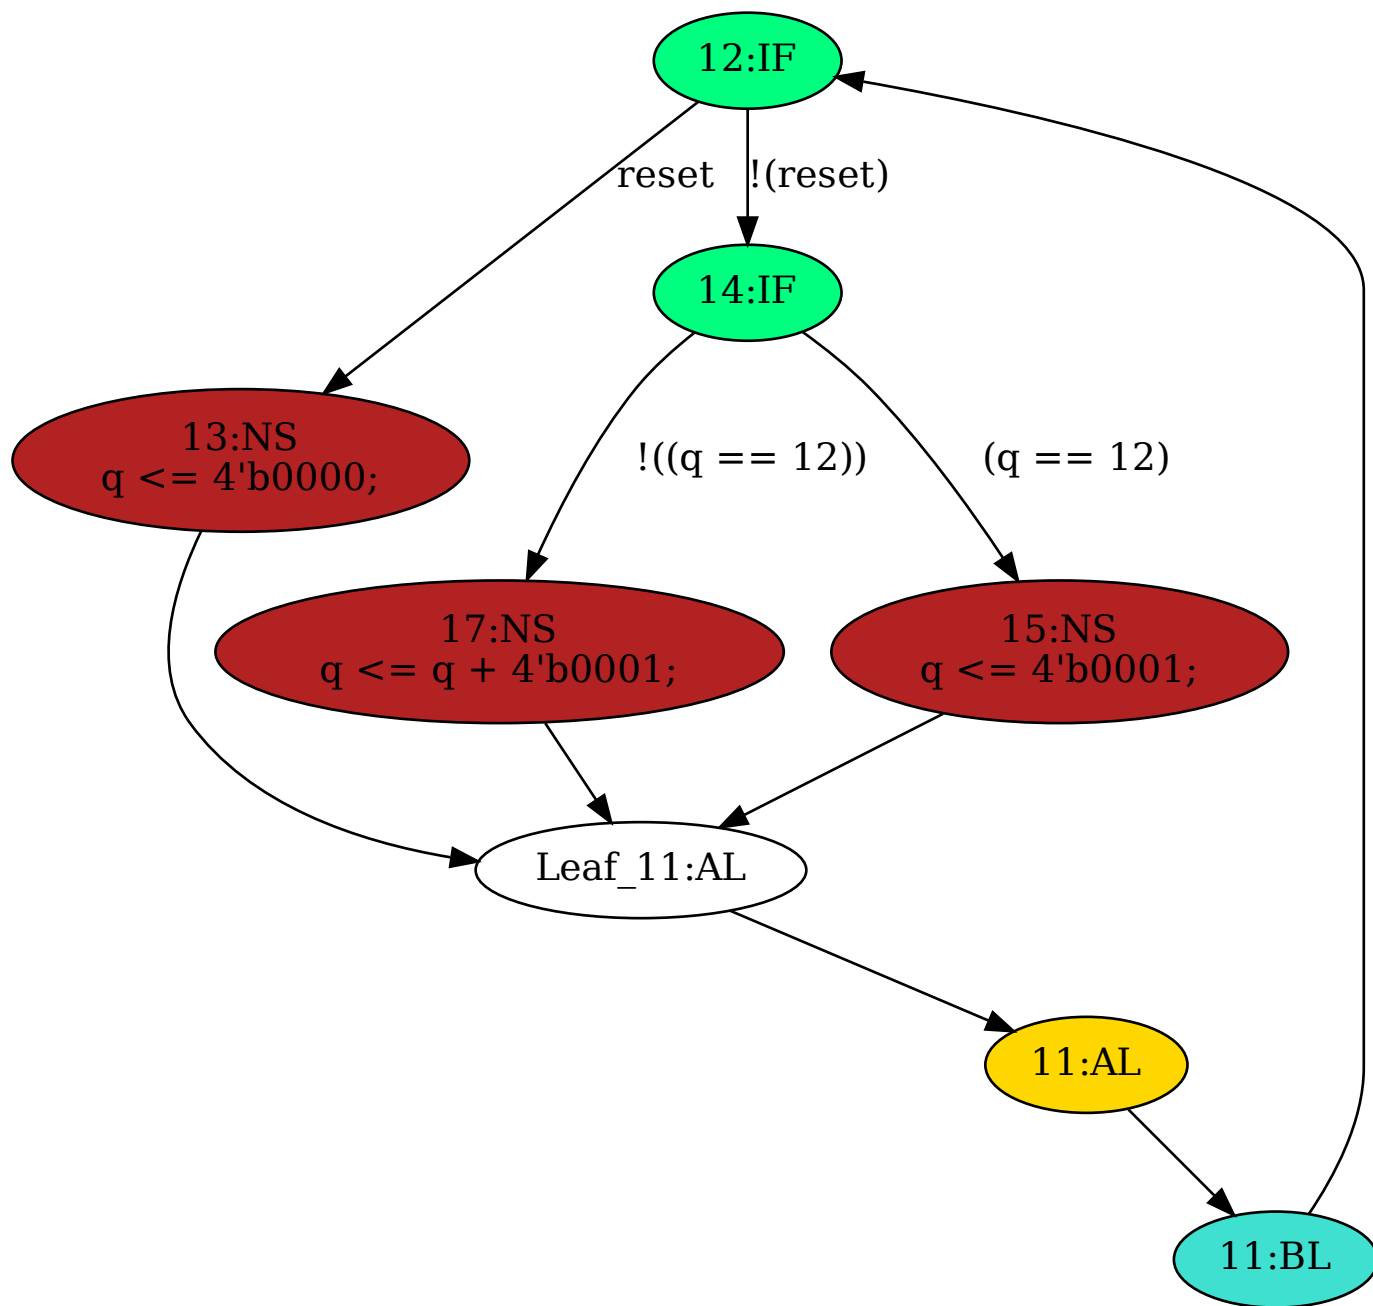 12:IF
reset
!(reset)
14:IF
13:NS
q <= 4'b0000;
!((q == 12))
(q == 12)
17:NS
q <= q + 4'b0001;
15:NS
q <= 4'b0001;
Leaf_11:AL
11:AL
11:BL